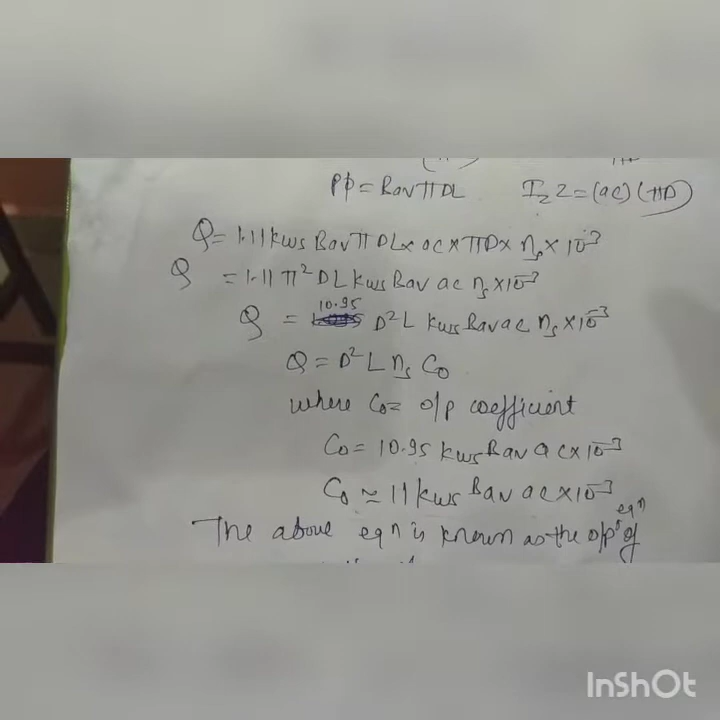 Pϕ = Bav π DL    Iz Z = (ac) (πD)
Q = 1.11 kws Bav π DL x ac x πD x ns x 10⁻³
Q = 1.11 π² DL kws Bav ac ns x 10⁻³
Q = 10.95 D² L kws Bav ac ns x 10⁻³
Q = D² L ns Co
where Co = o/p coefficient
Co = 10.95 kws Bav ac x 10⁻³
Co ≃ 11 kws Bav ac x 10⁻³
The above eqn is known as the o/p eqn of
InShOt